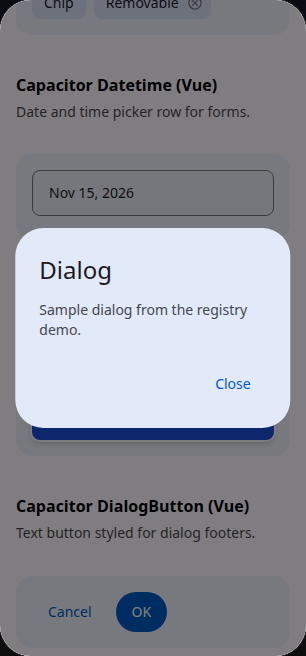 Chip Removable
Capacitor Datetime (Vue)
Date and time picker row for forms.
Nov 15, 2026
Dialog
Sample dialog from the registry
demo.
Close
Capacitor DialogButton (Vue)
Text button styled for dialog footers.
Cancel OK